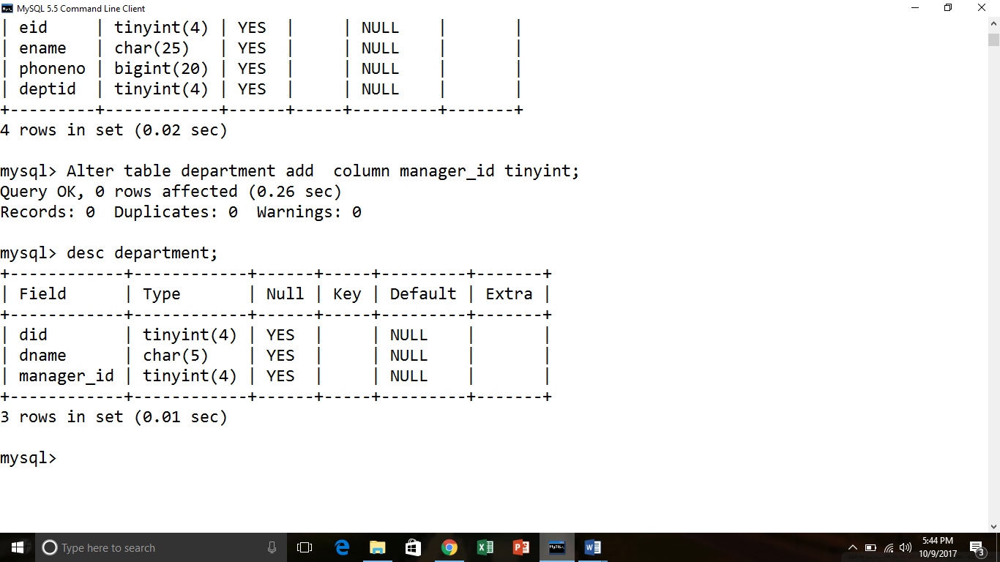 MySQL 5.5 Command Line Client
| eid     | tinyint(4) | YES  |     | NULL    |       |
| ename   | char(25)   | YES  |     | NULL    |       |
| phoneno | bigint(20) | YES  |     | NULL    |       |
| deptid  | tinyint(4) | YES  |     | NULL    |       |
+---------+------------+------+-----+---------+-------+
4 rows in set (0.02 sec)
mysql> Alter table department add  column manager_id tinyint;
Query OK, 0 rows affected (0.26 sec)
Records: 0  Duplicates: 0  Warnings: 0
mysql> desc department;
+------------+------------+------+-----+---------+-------+
| Field      | Type       | Null | Key | Default | Extra |
+------------+------------+------+-----+---------+-------+
| did        | tinyint(4) | YES  |     | NULL    |       |
| dname      | char(5)    | YES  |     | NULL    |       |
| manager_id | tinyint(4) | YES  |     | NULL    |       |
+------------+------------+------+-----+---------+-------+
3 rows in set (0.01 sec)
mysql>
Type here to search
5:44 PM
10/9/2017
3